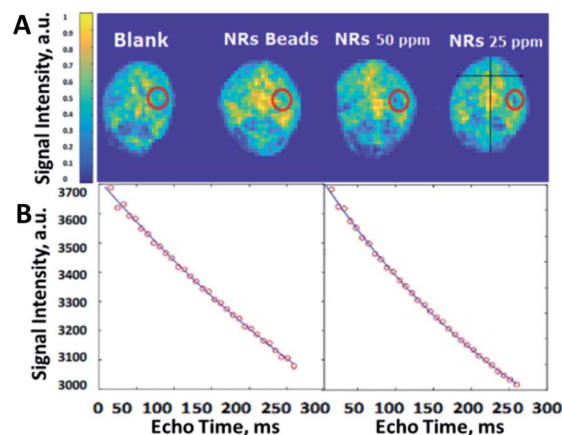 A
Blank
NRs Beads
NRs 50 ppm
NRs 25 ppm
Signal Intensity, a.u.
1
0.9
0.8
0.7
0.6
0.5
0.4
0.3
0.2
0.1
0
B
Signal Intensity, a.u.
3700
3600
3500
3400
3300
3200
3100
3000
0 50 100 150 200 250 300 50 100 150 200 250 300
Echo Time, ms Echo Time, ms